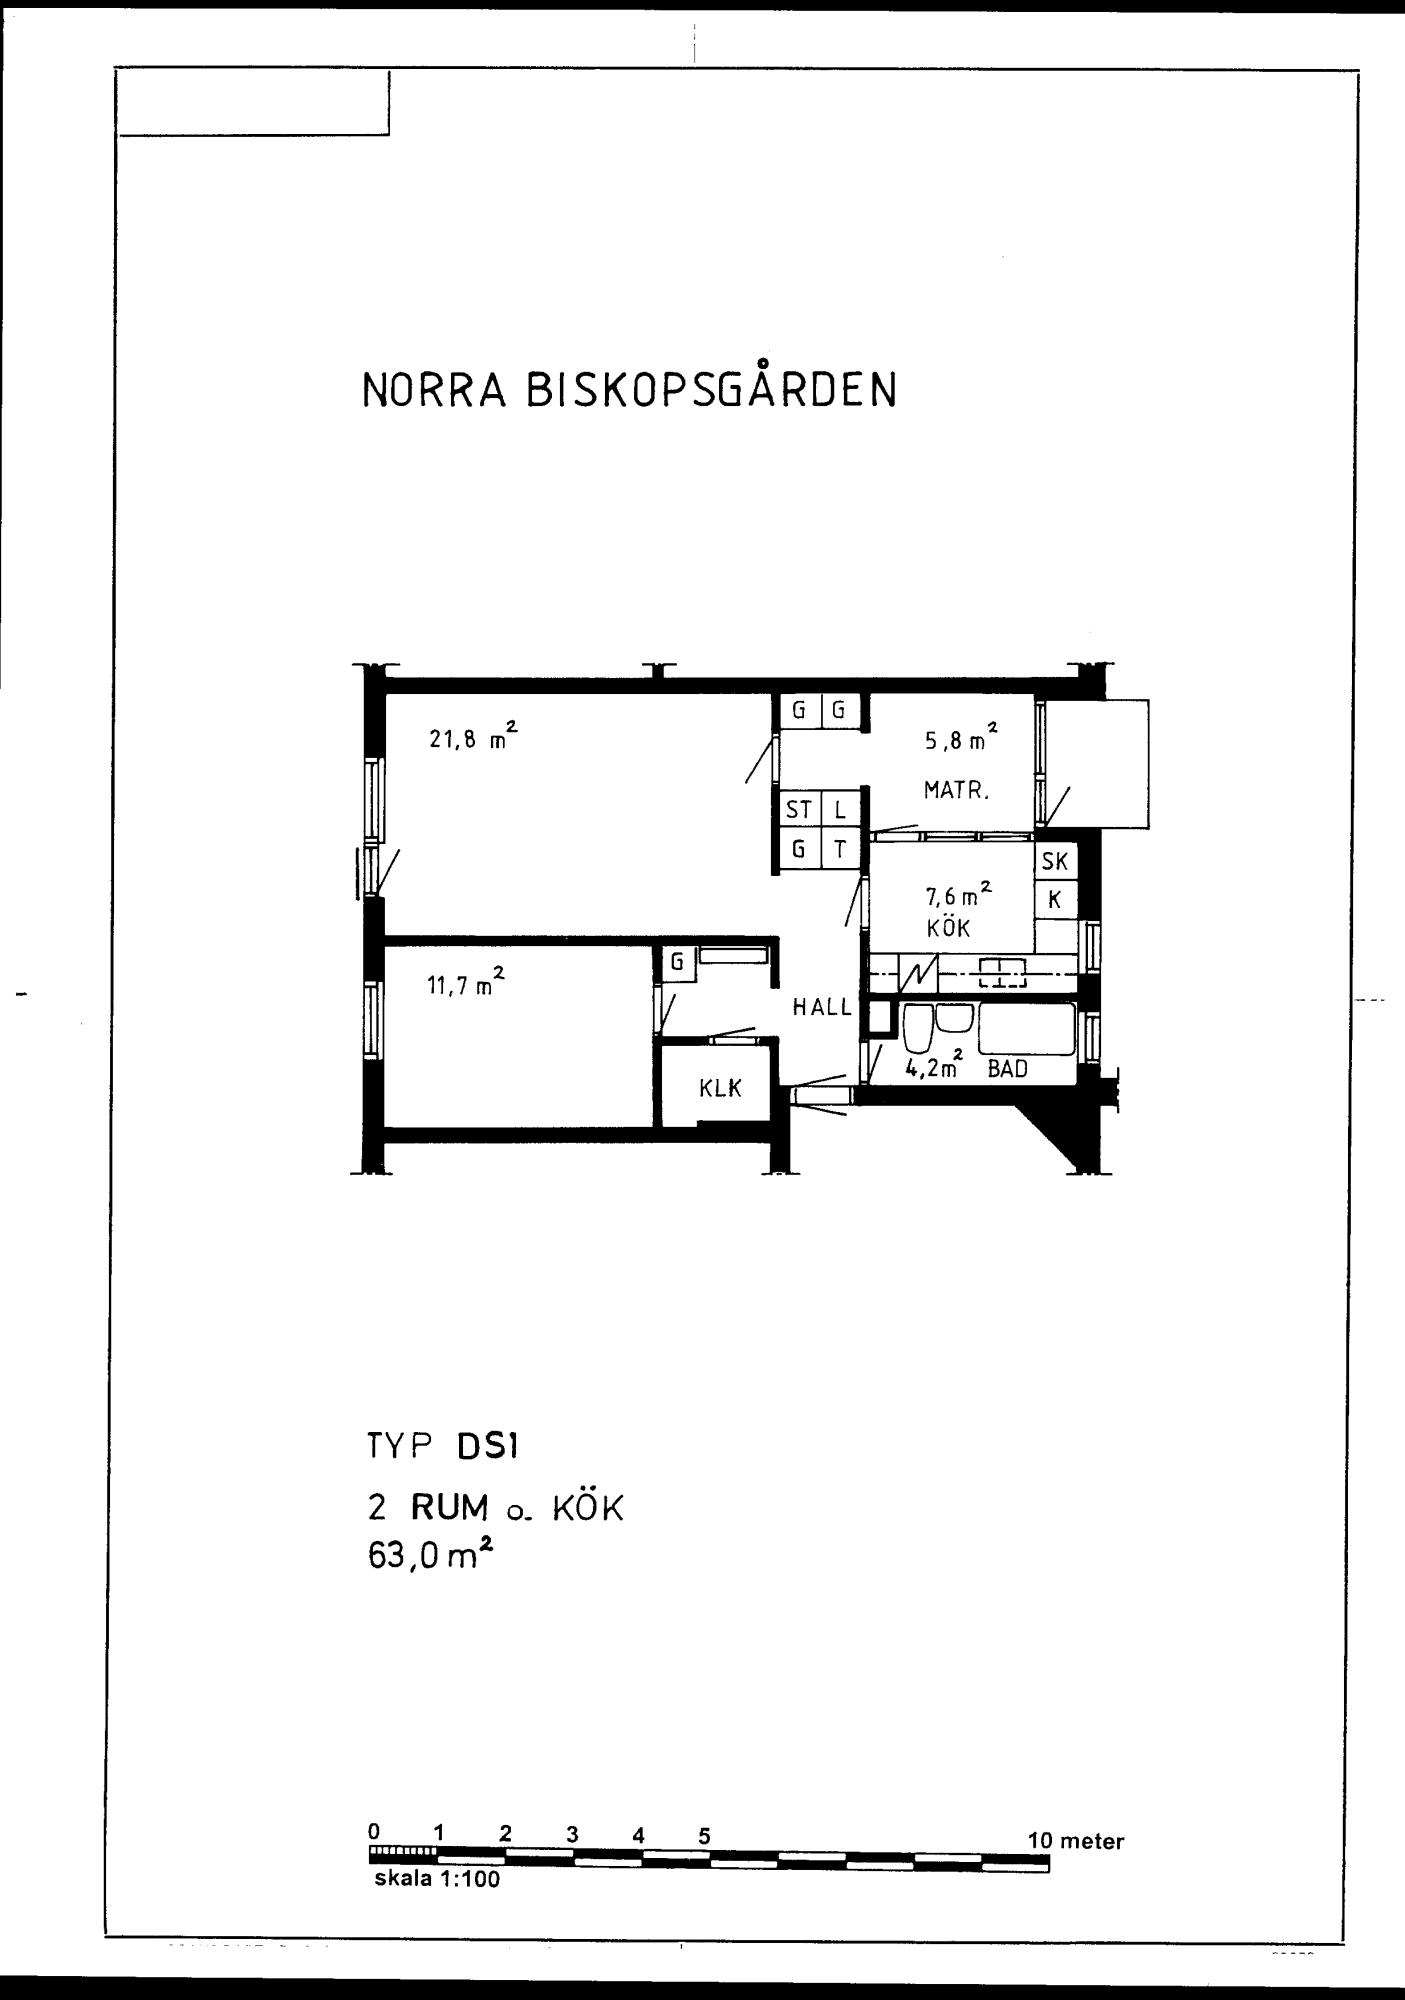 NORRA BISKOPSGÅRDEN
G G
21,8 m²
5,8 m²
MATR.
ST L
G T
SK
K
7,6 m²
KÖK
G
11,7 m²
HALL
4,2 m² BAD
KLK
TYP DS1
2 RUM o. KÖK
63,0 m²
0 1 2 3 4 5 10 meter
skala 1:100